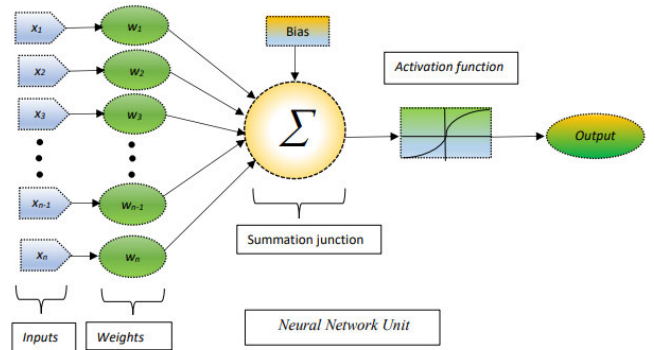 x1
w1
Bias
Activation function
x2
w2
x3
w3
Σ
Output
xn-1
wn-1
Summation junction
xn
wn
Inputs
Weights
Neural Network Unit